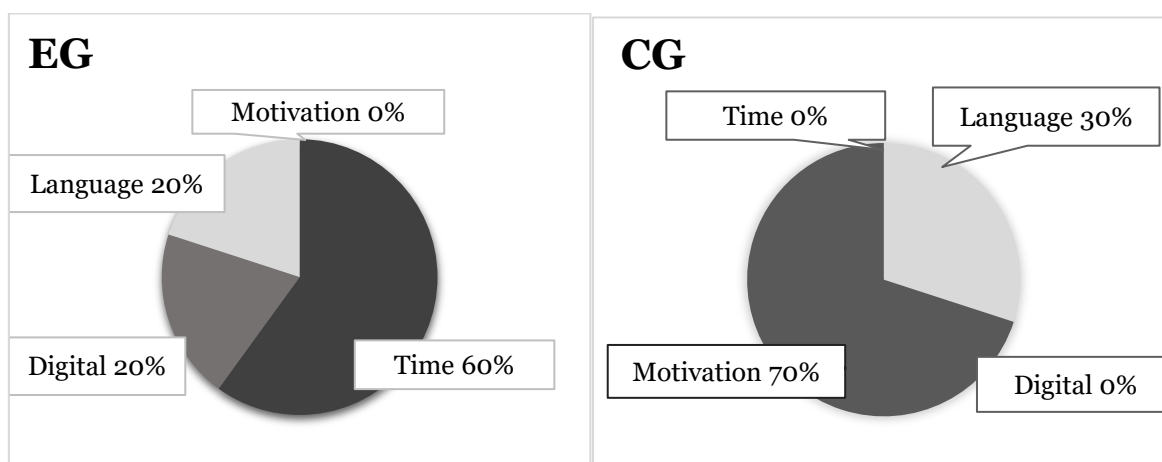 EG
Motivation 0%
Language 20%
Digital 20%
Time 60%
CG
Time 0%
Language 30%
Motivation 70%
Digital 0%